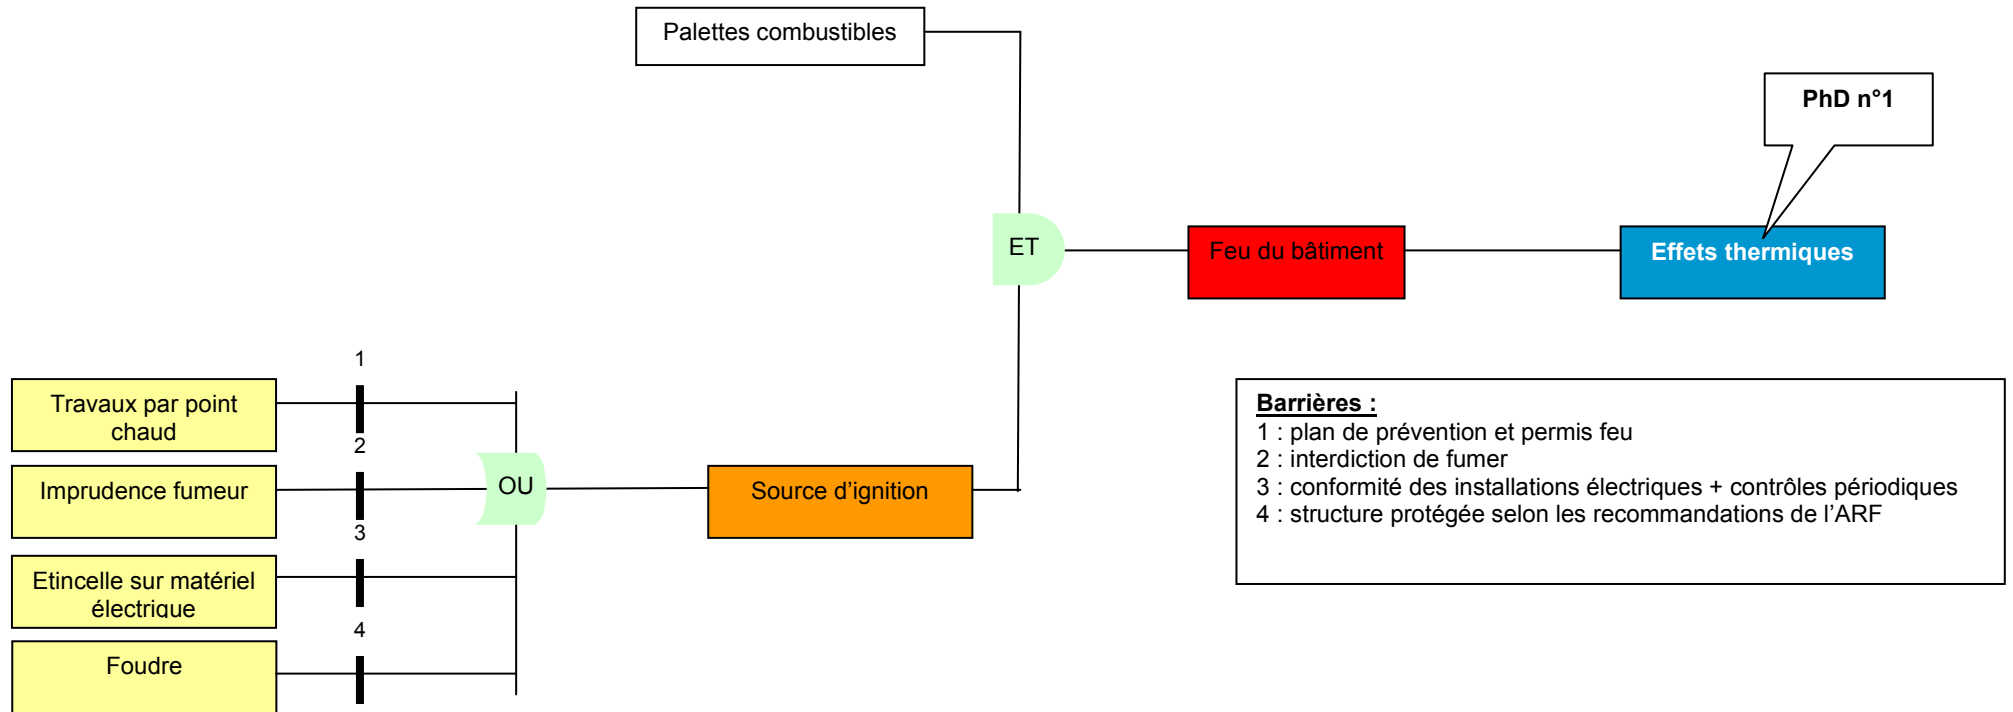 Palettes combustibles
PhD n°1
ET
Feu du bâtiment
Effets thermiques
1
Travaux par point
chaud
2
Imprudence fumeur
OU
Source d’ignition
3
Etincelle sur matériel
électrique
4
Foudre
Barrières :
1 : plan de prévention et permis feu
2 : interdiction de fumer
3 : conformité des installations électriques + contrôles périodiques
4 : structure protégée selon les recommandations de l’ARF